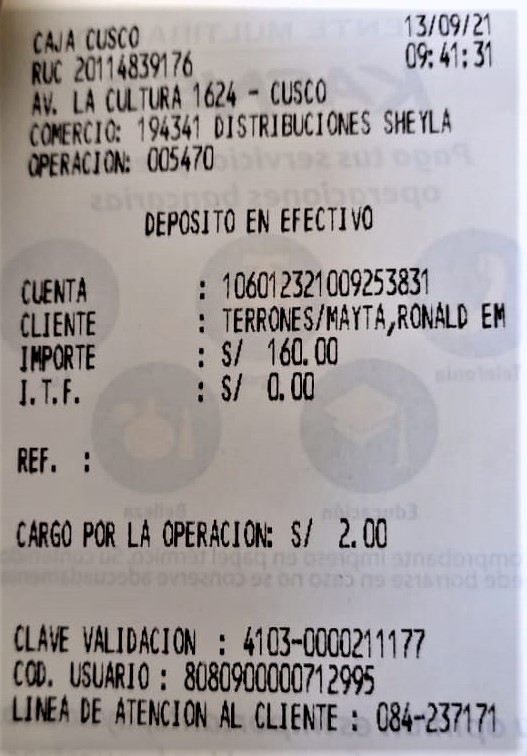 CAJA CUSCO 13/09/21
RUC 20114839176 09:41:31
AV. LA CULTURA 1624 - CUSCO
COMERCIO: 194341 DISTRIBUCIONES SHEYLA
OPERACION: 005470
DEPOSITO EN EFECTIVO
CUENTA : 106012321009253831
CLIENTE : TERRONES/MAYTA,RONALD EM
IMPORTE : S/ 160.00
I.T.F. : S/ 0.00
REF. :
CARGO POR LA OPERACION: S/ 2.00
CLAVE VALIDACION : 4103-0000211177
COD. USUARIO : 8080900000712995
LINEA DE ATENCION AL CLIENTE : 084-237171